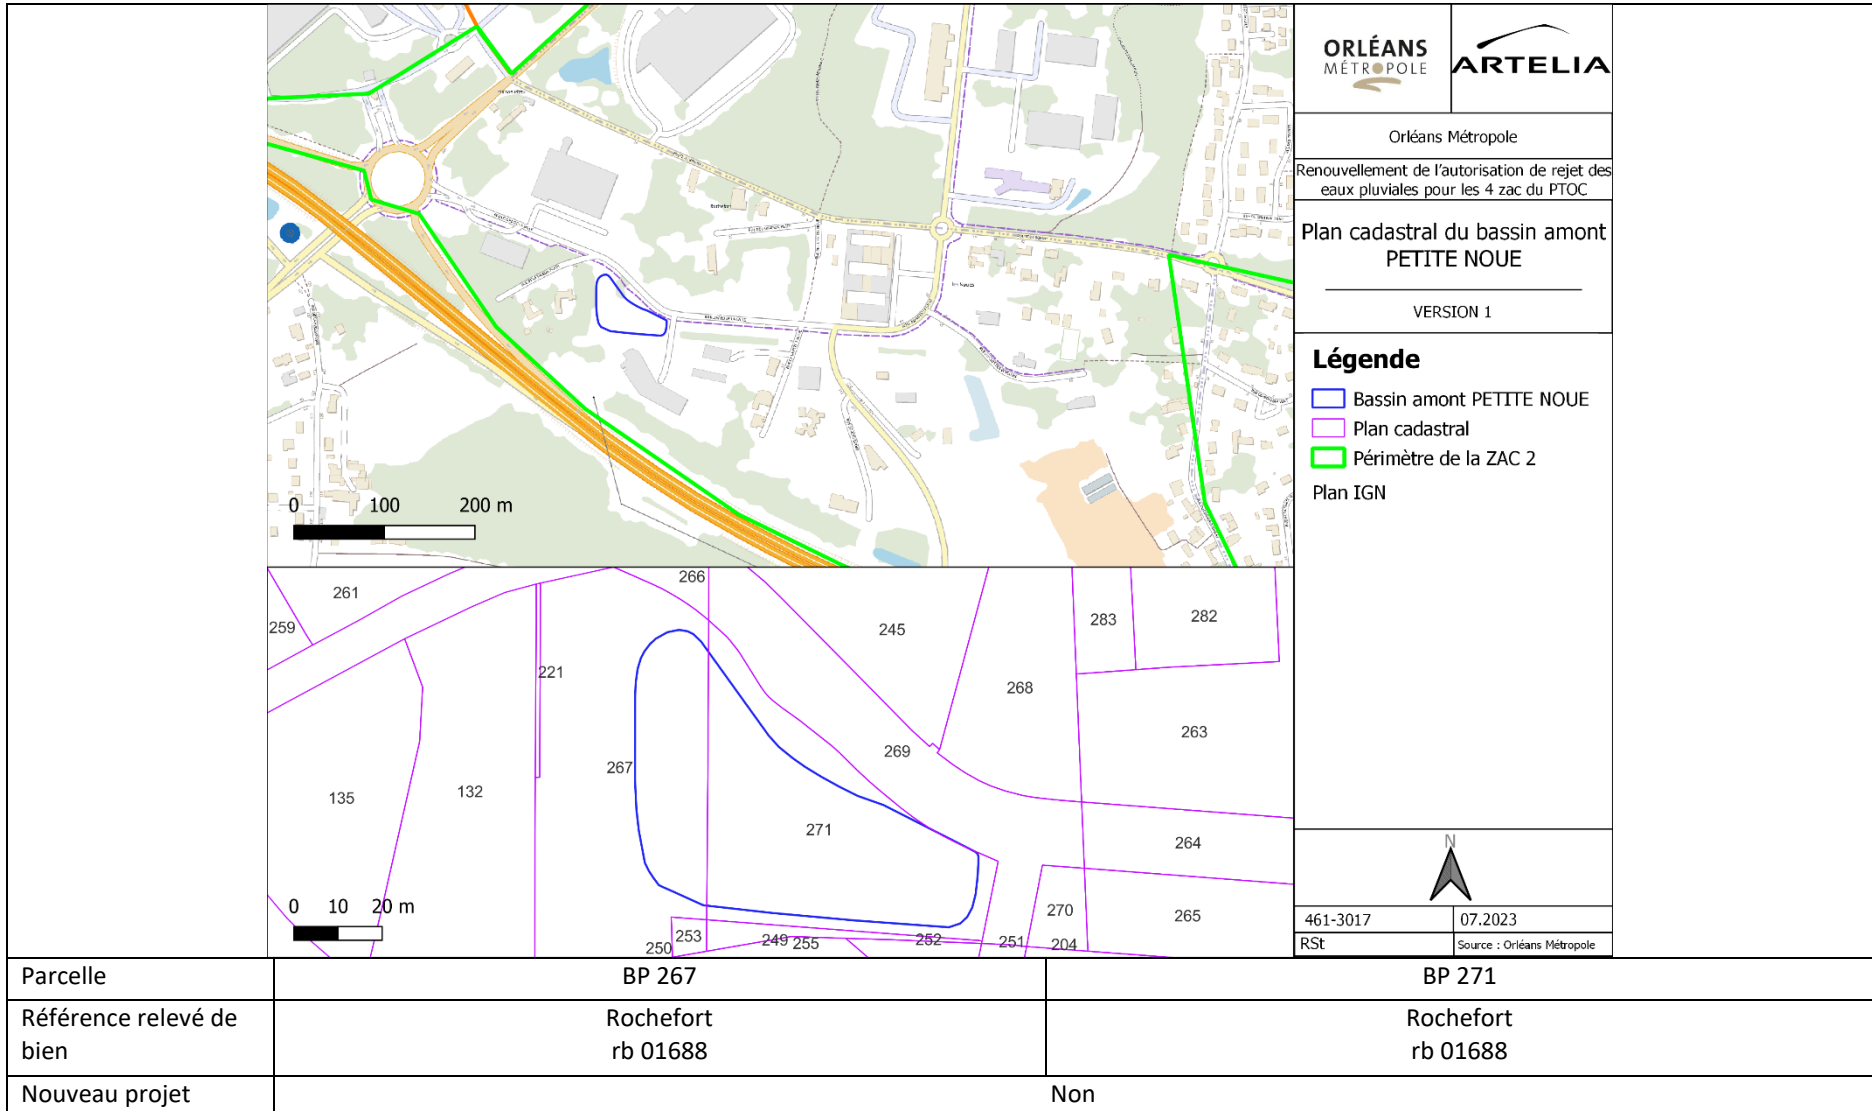 ORLÉANS
MÉTROPOLE
ARTELIA
Orléans Métropole
Renouvellement de l'autorisation de rejet des
eaux pluviales pour les 4 zac du PTOC
Plan cadastral du bassin amont
PETITE NOUE
VERSION 1
Légende
Bassin amont PETITE NOUE
Plan cadastral
Périmètre de la ZAC 2
Plan IGN
N
461-3017
07.2023
RSt
Source : Orléans Métropole
0 100 200 m
266
261
259
245
283
282
221
268
263
267
269
135
132
271
264
0 10 20 m
270
265
253
250
249
255
252
251
204
Parcelle
BP 267
BP 271
Référence relevé de
bien
Rochefort
rb 01688
Rochefort
rb 01688
Nouveau projet
Non